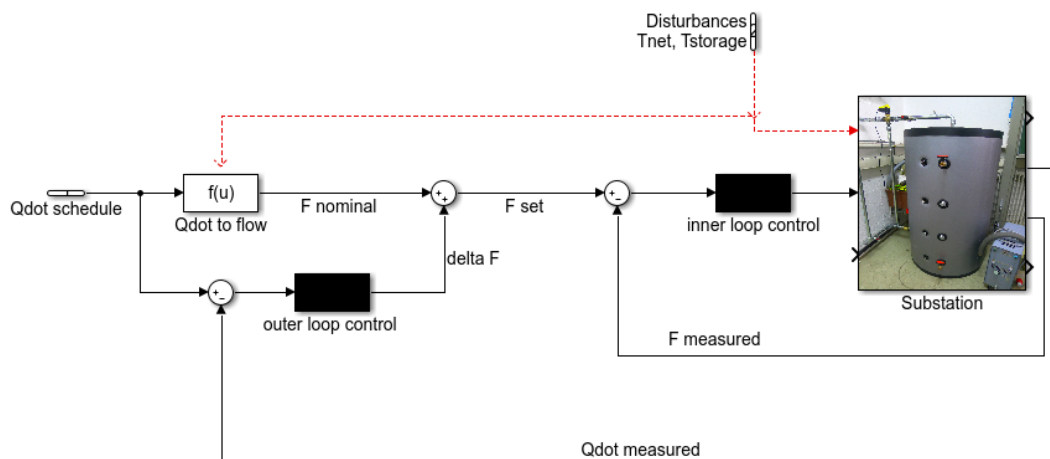 Disturbances
Tnet, Tstorage
Qdot schedule
f(u)
Qdot to flow
F nominal
F set
inner loop control
Substation
delta F
outer loop control
F measured
Qdot measured